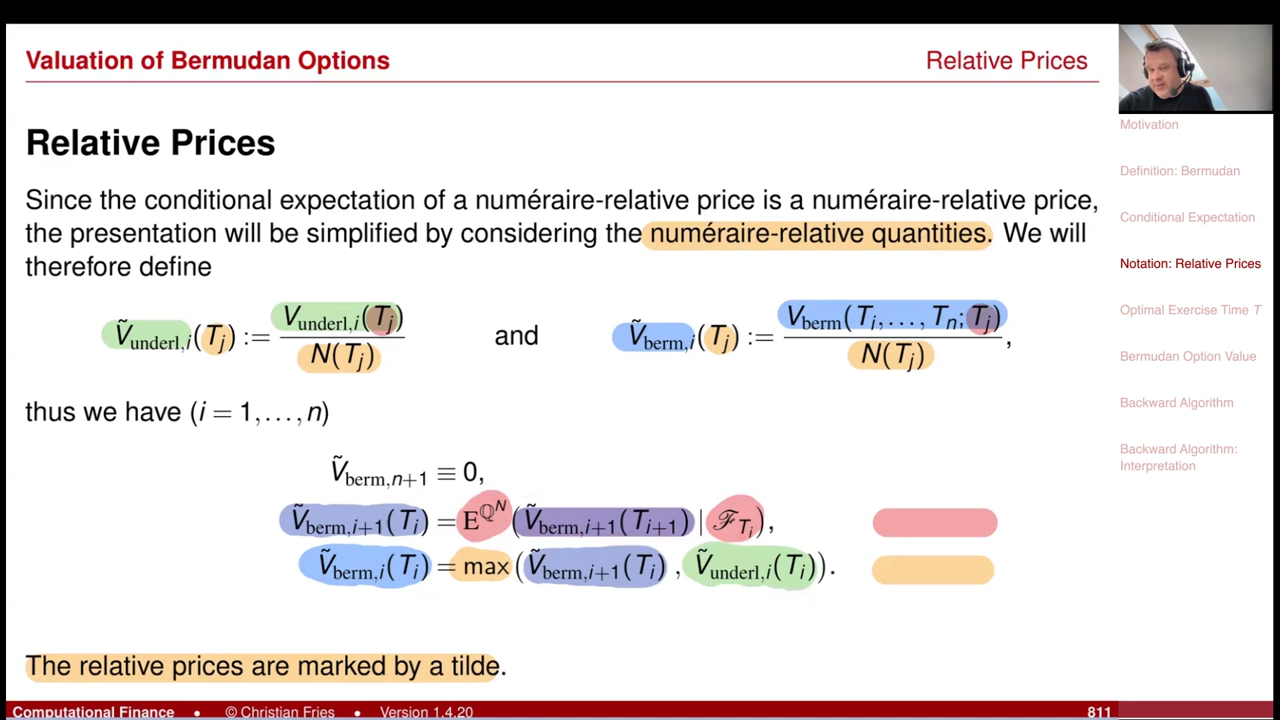 Valuation of Bermudan Options
Relative Prices
Relative Prices
Since the conditional expectation of a numéraire-relative price is a numéraire-relative price,
the presentation will be simplified by considering the numéraire-relative quantities. We will
therefore define
Ṽ_underl,i(T_j) := V_underl,i(T_j) / N(T_j) and Ṽ_berm,i(T_j) := V_berm(T_i,…,T_n;T_j) / N(T_j),
thus we have (i = 1,…,n)
Ṽ_berm,n+1 ≡ 0,
Ṽ_berm,i+1(T_i) = E^{ℚ^N}(Ṽ_berm,i+1(T_i+1) | ℱ_{T_i}),
Ṽ_berm,i(T_i) = max(Ṽ_berm,i+1(T_i) , Ṽ_underl,i(T_i)).
The relative prices are marked by a tilde.
Motivation
Definition: Bermudan
Conditional Expectation
Notation: Relative Prices
Optimal Exercise Time T
Bermudan Option Value
Backward Algorithm
Backward Algorithm:
Interpretation
Computational Finance • © Christian Fries • Version 1.4.20
811